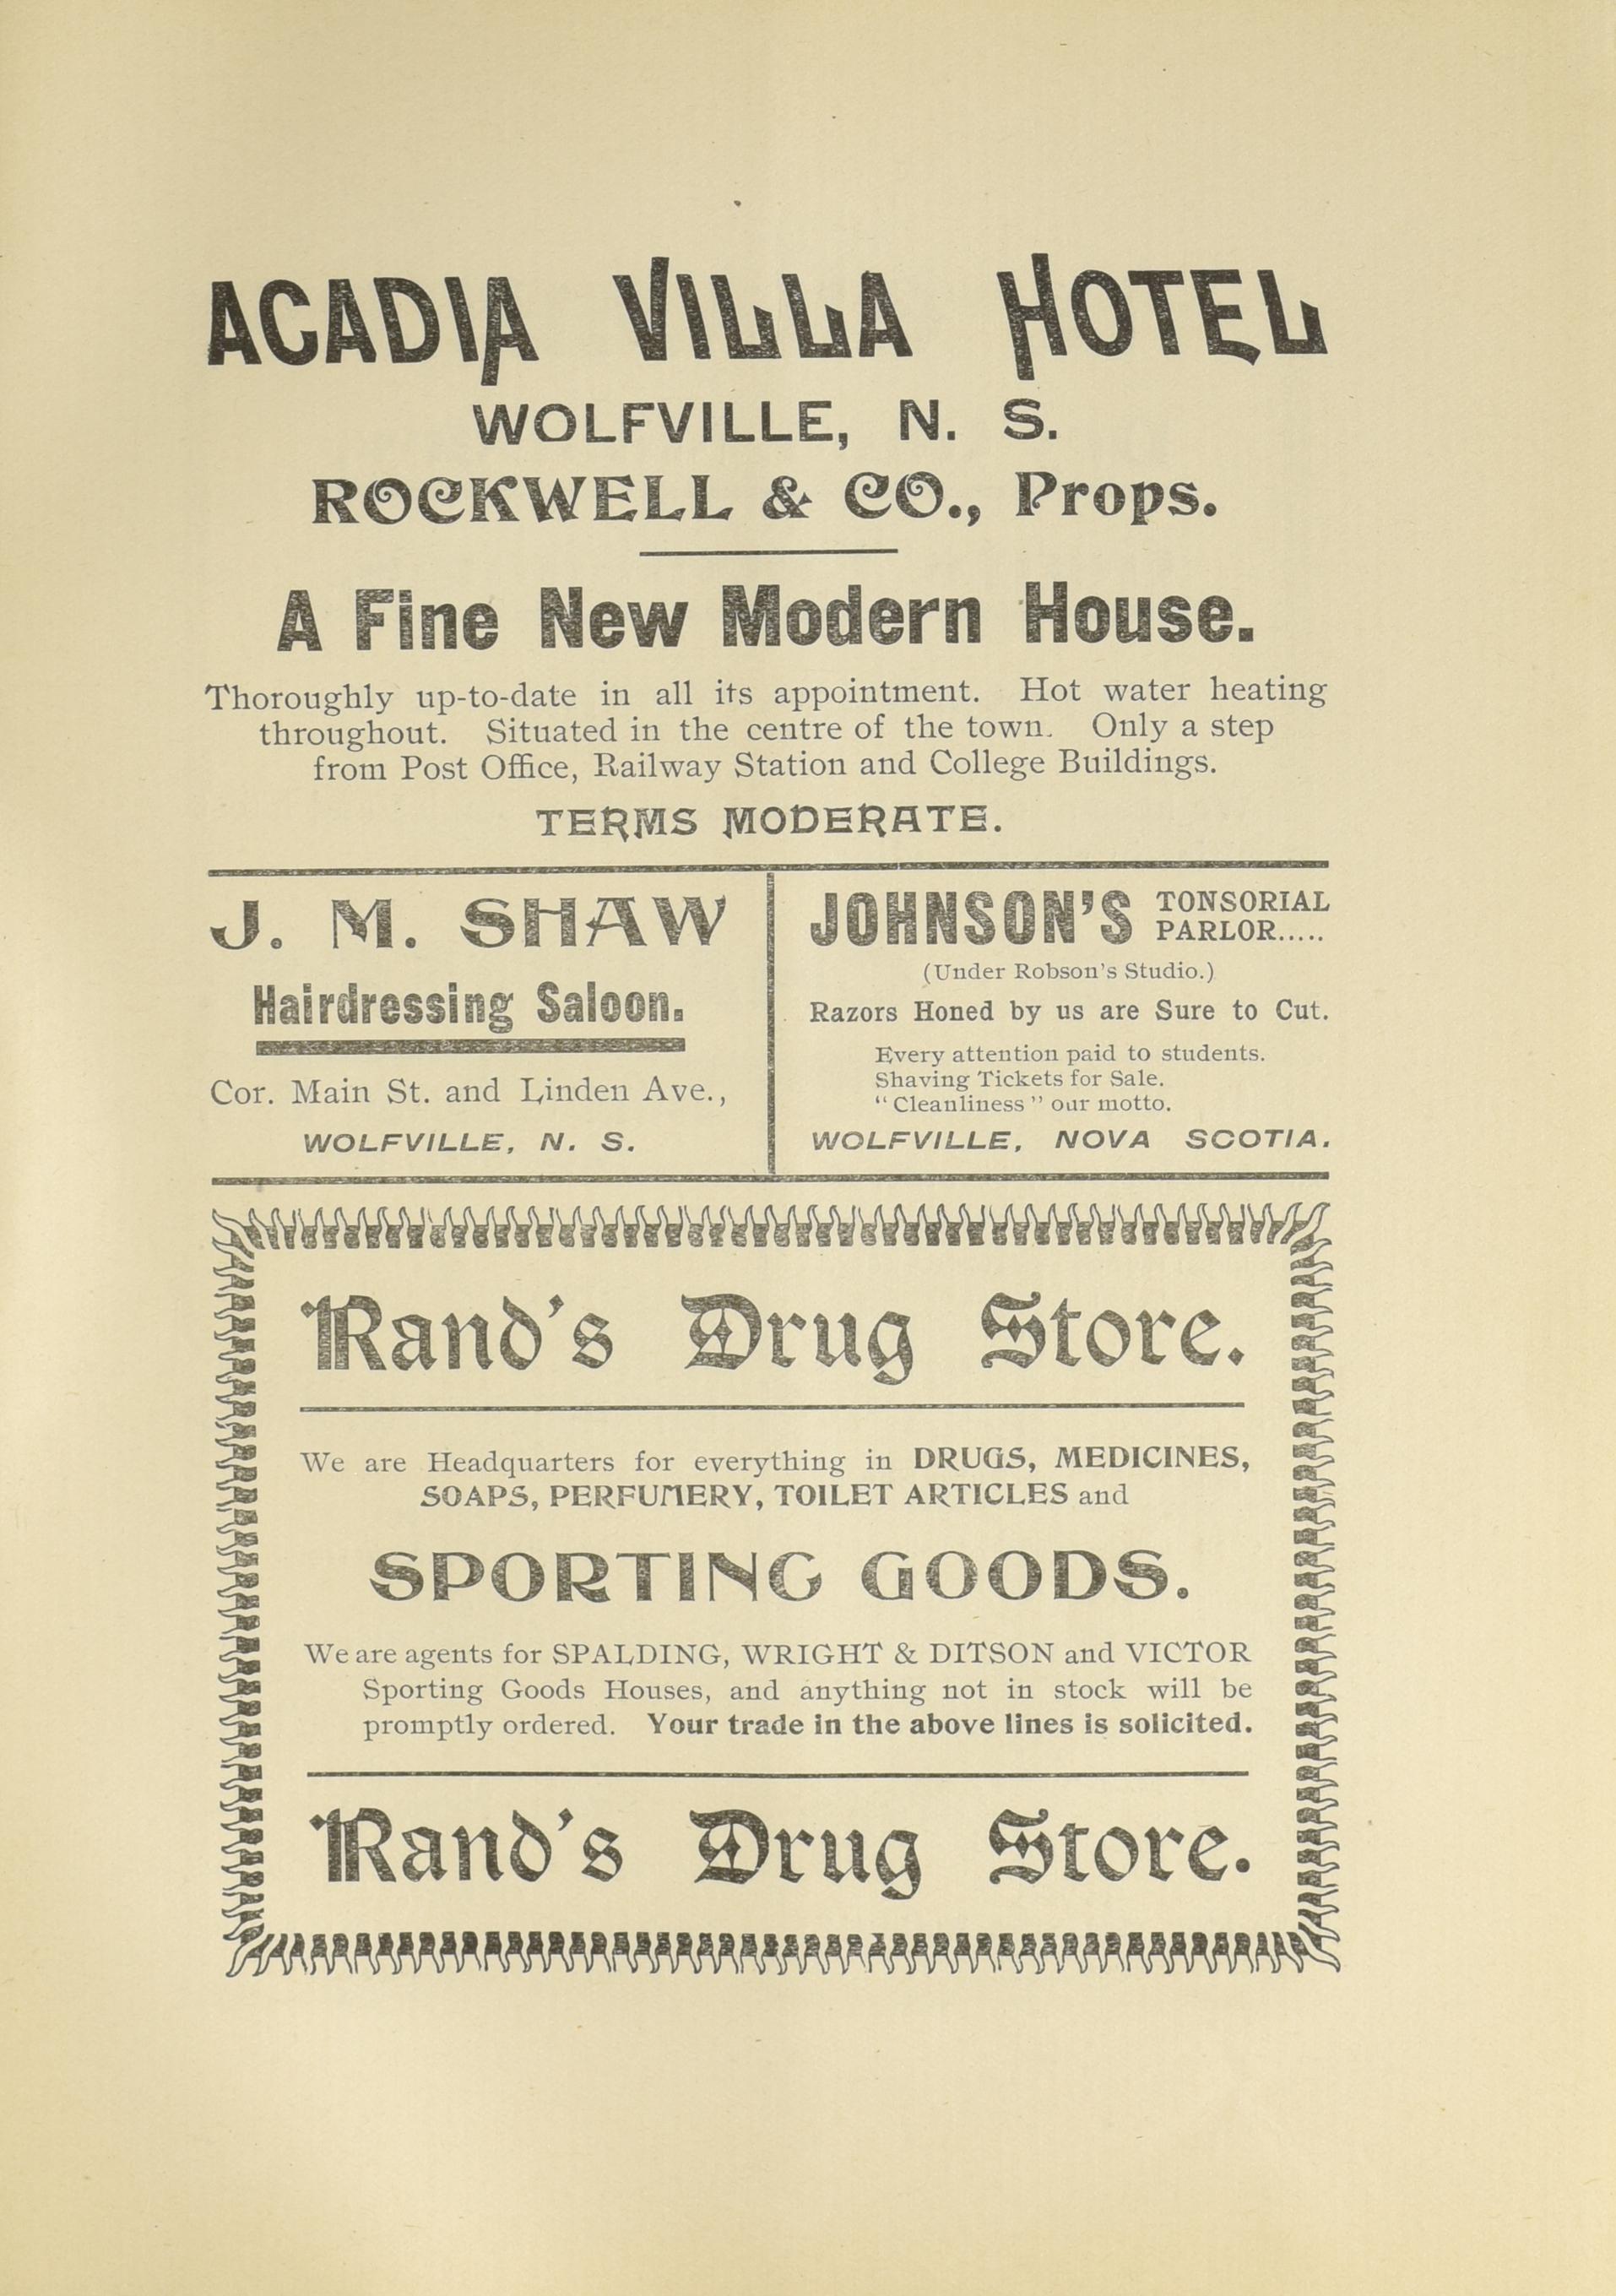 ACADIA VILLA HOTEL
WOLFVILLE, N. S.
ROCKWELL & CO., Props.
A Fine New Modern House.
Thoroughly up-to-date in all its appointment. Hot water heating
throughout. Situated in the centre of the town. Only a step
from Post Office, Railway Station and College Buildings.
TERMS MODERATE.
J. M. SHAW
Hairdressing Saloon.
Cor. Main St. and Linden Ave.,
WOLFVILLE, N. S.
JOHNSON'S TONSORIAL
PARLOR.....
(Under Robson's Studio.)
Razors Honed by us are Sure to Cut.
Every attention paid to students.
Shaving Tickets for Sale.
"Cleanliness" our motto.
WOLFVILLE, NOVA SCOTIA.
Rand's Drug Store.
We are Headquarters for everything in DRUGS, MEDICINES,
SOAPS, PERFUMERY, TOILET ARTICLES and
SPORTING GOODS.
We are agents for SPALDING, WRIGHT & DITSON and VICTOR
Sporting Goods Houses, and anything not in stock will be
promptly ordered. Your trade in the above lines is solicited.
Rand's Drug Store.